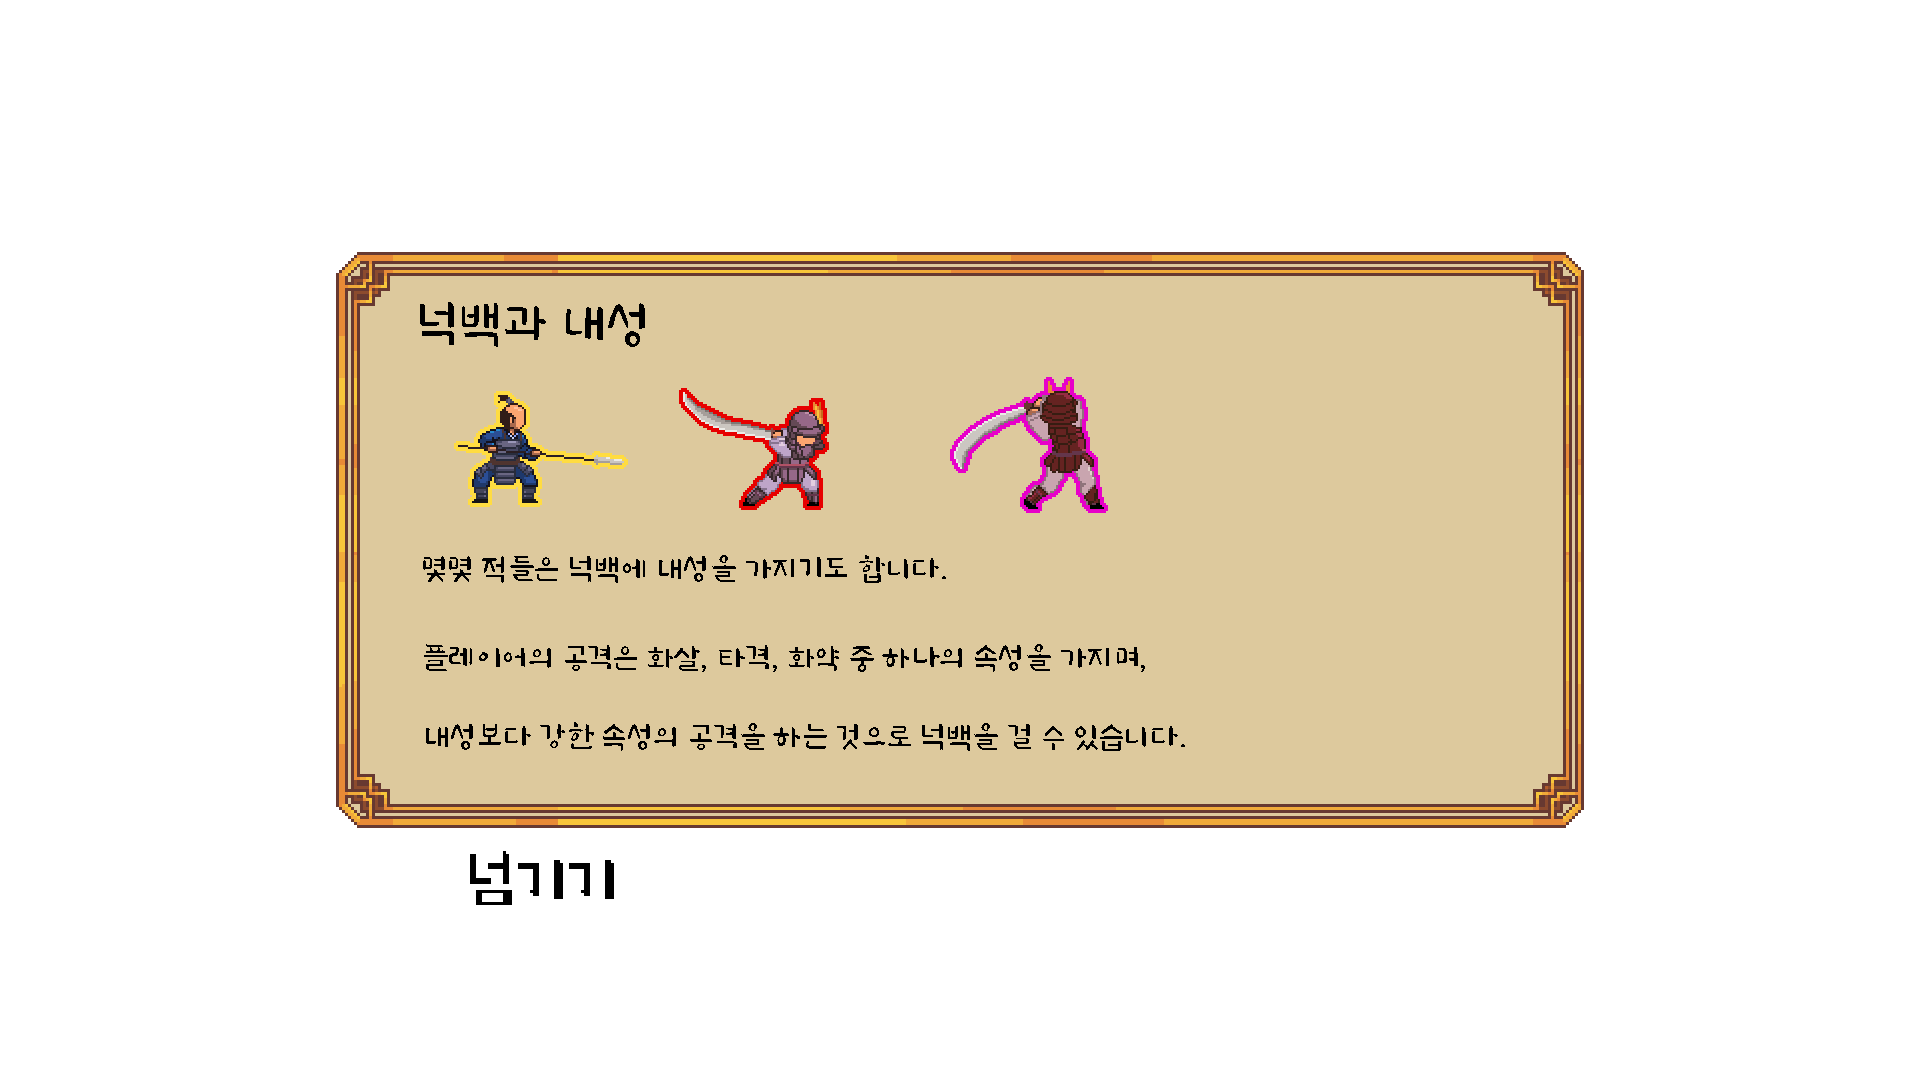 넉백과 내성
몇몇 적들은 넉백에 내성을 가지기도 합니다.
플레이어의 공격은 화살, 타격, 화약 중 하나의 속성을 가지며,
내성보다 강한 속성의 공격을 하는 것으로 넉백을 걸 수 있습니다.
넘기기